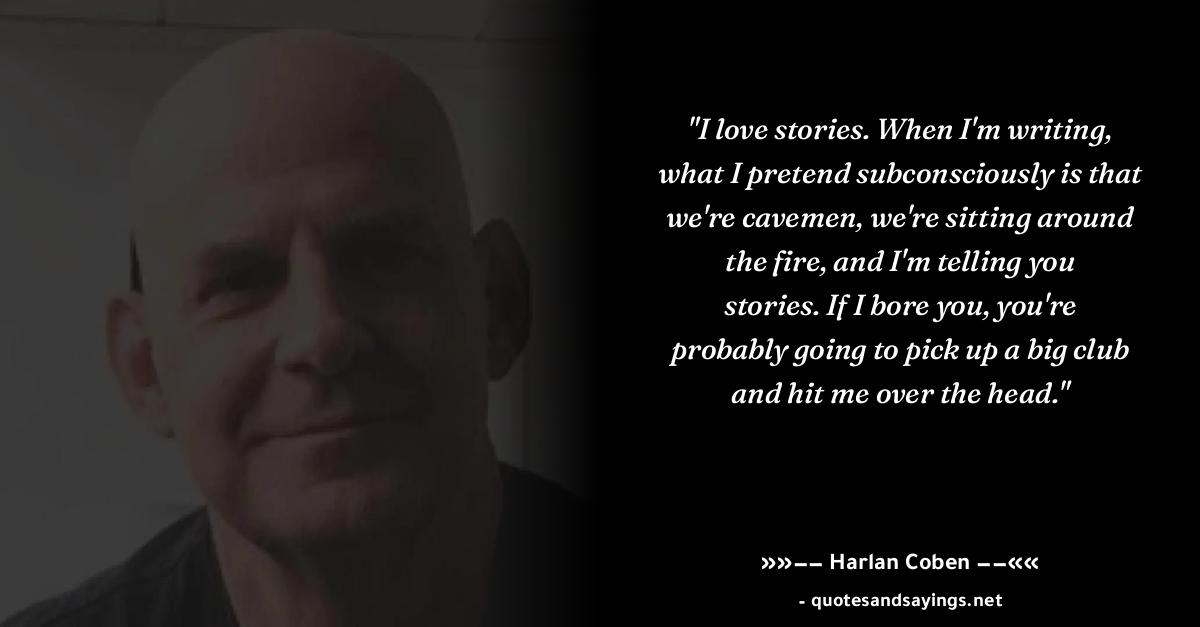 "I love stories. When I'm writing,
what I pretend subconsciously is that
we're cavemen, we're sitting around
the fire, and I'm telling you
stories. If I bore you, you're
probably going to pick up a big club
and hit me over the head."
»»—— Harlan Coben ——««
- quotesandsayings.net